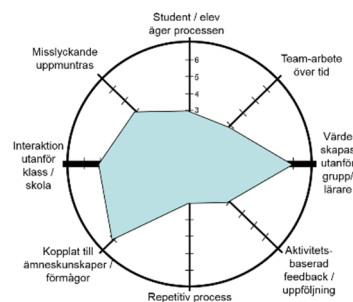 Student / elev
äger processen
Misslyckande
uppmuntras
Team-arbete
över tid
6
5
4
3
Interaktion
utanför
klass /
skola
Värde
skapas
utanför
grupp/
lärare
Kopplat till
ämneskunskaper /
förmågor
Aktivitets-
baserad
feedback /
uppföljning
Repetitiv process